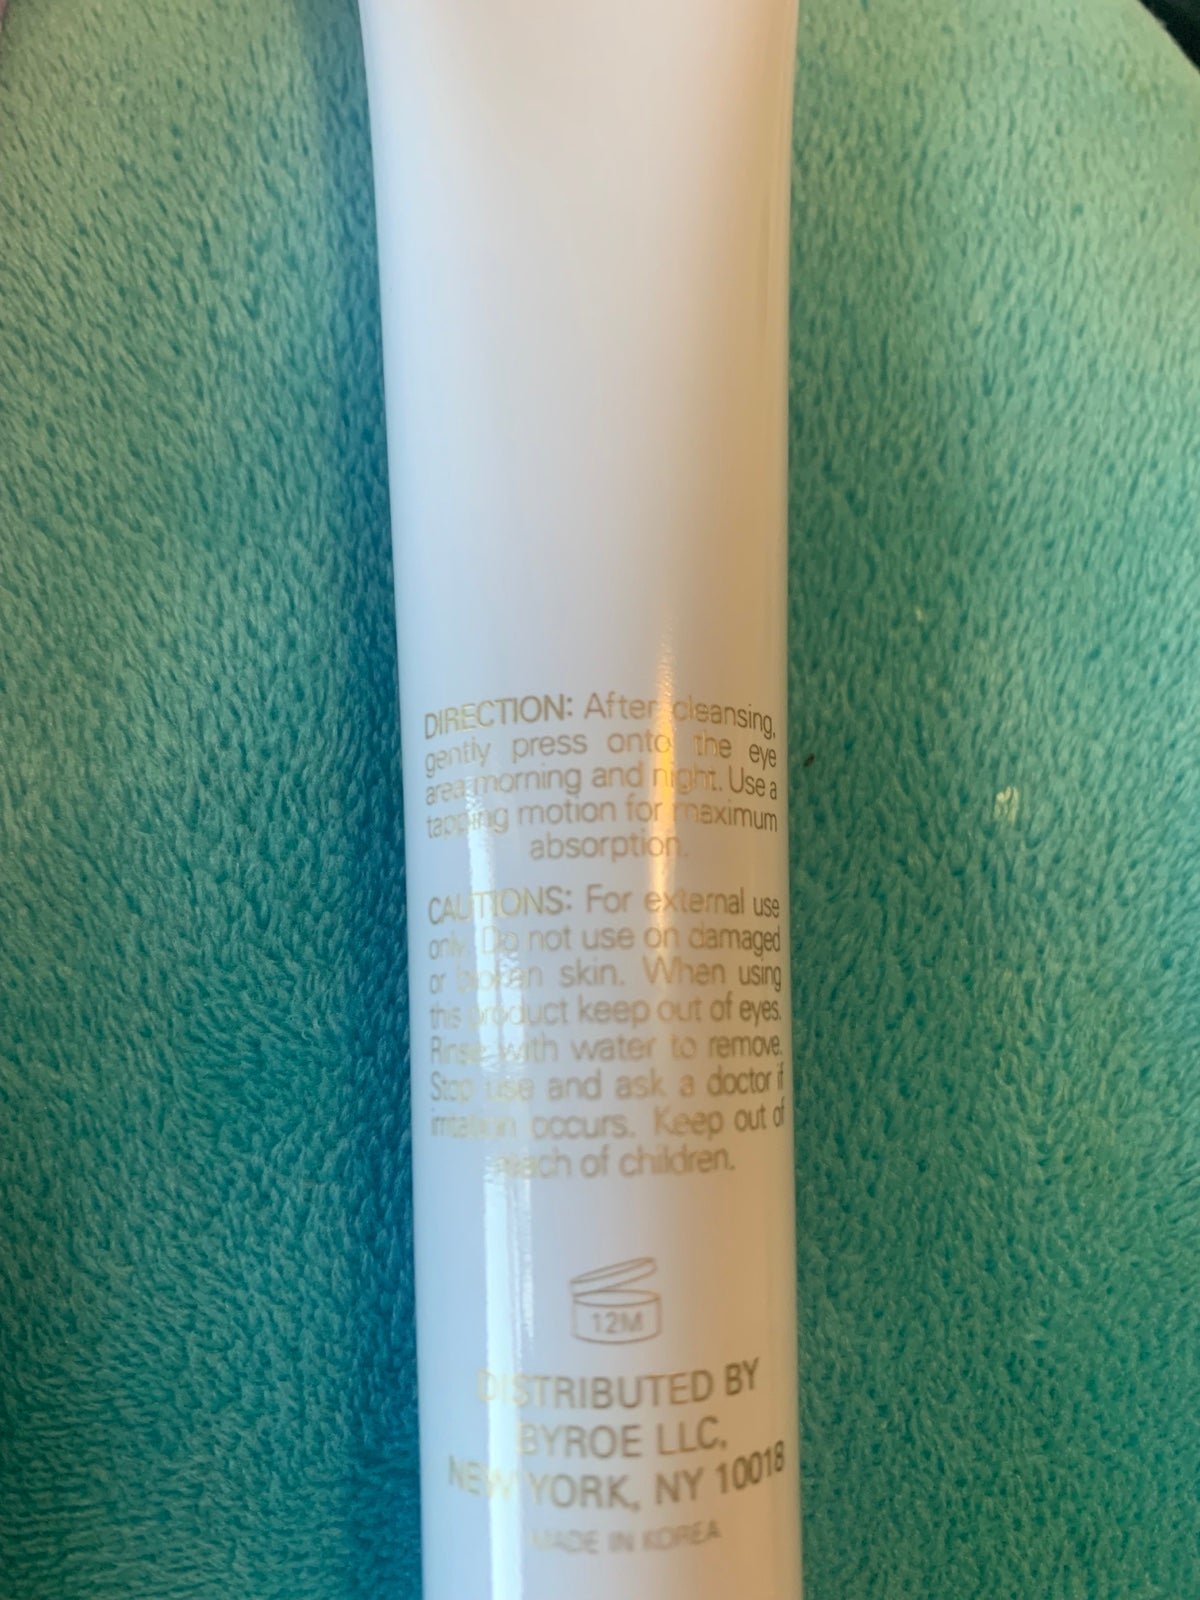 DIRECTION: After cleansing,
gently press onto the eye
area morning and night. Use a
tapping motion for maximum
absorption.
CAUTIONS: For external use
only. Do not use on damaged
or broken skin. When using
this product keep out of eyes.
Rinse with water to remove.
Stop use and ask a doctor if
irritation occurs. Keep out of
reach of children.
12M
DISTRIBUTED BY
BYROE LLC,
NEW YORK, NY 10018
MADE IN KOREA